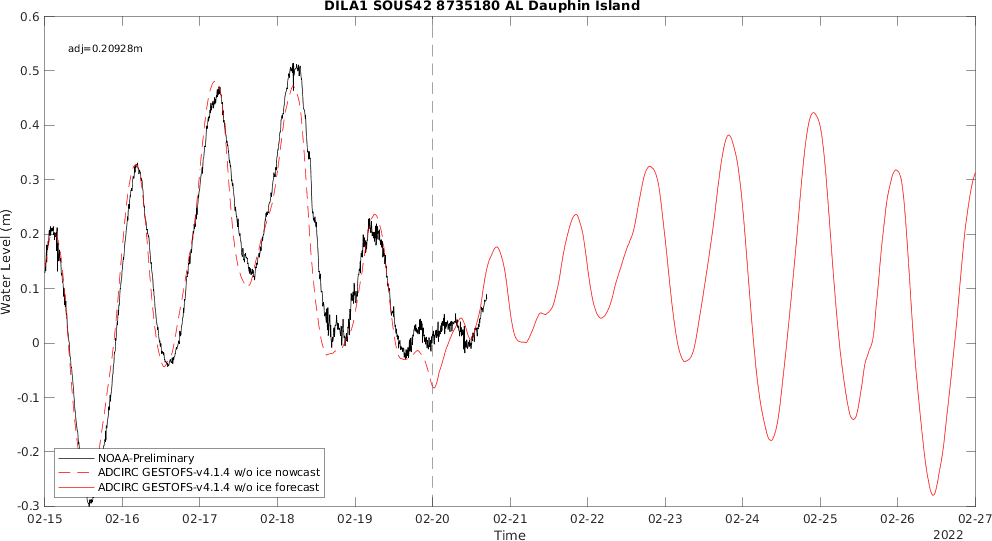 DILA1 SOUS42 8735180 AL Dauphin Island
adj=0.20928m
0.6
0.5
0.4
0.3
0.2
0.1
0
-0.1
-0.2
-0.3
Water Level (m)
NOAA-Preliminary
ADCIRC GESTOFS-v4.1.4 w/o ice nowcast
ADCIRC GESTOFS-v4.1.4 w/o ice forecast
02-15 02-16 02-17 02-18 02-19 02-20 02-21 02-22 02-23 02-24 02-25 02-26 02-27
Time
2022